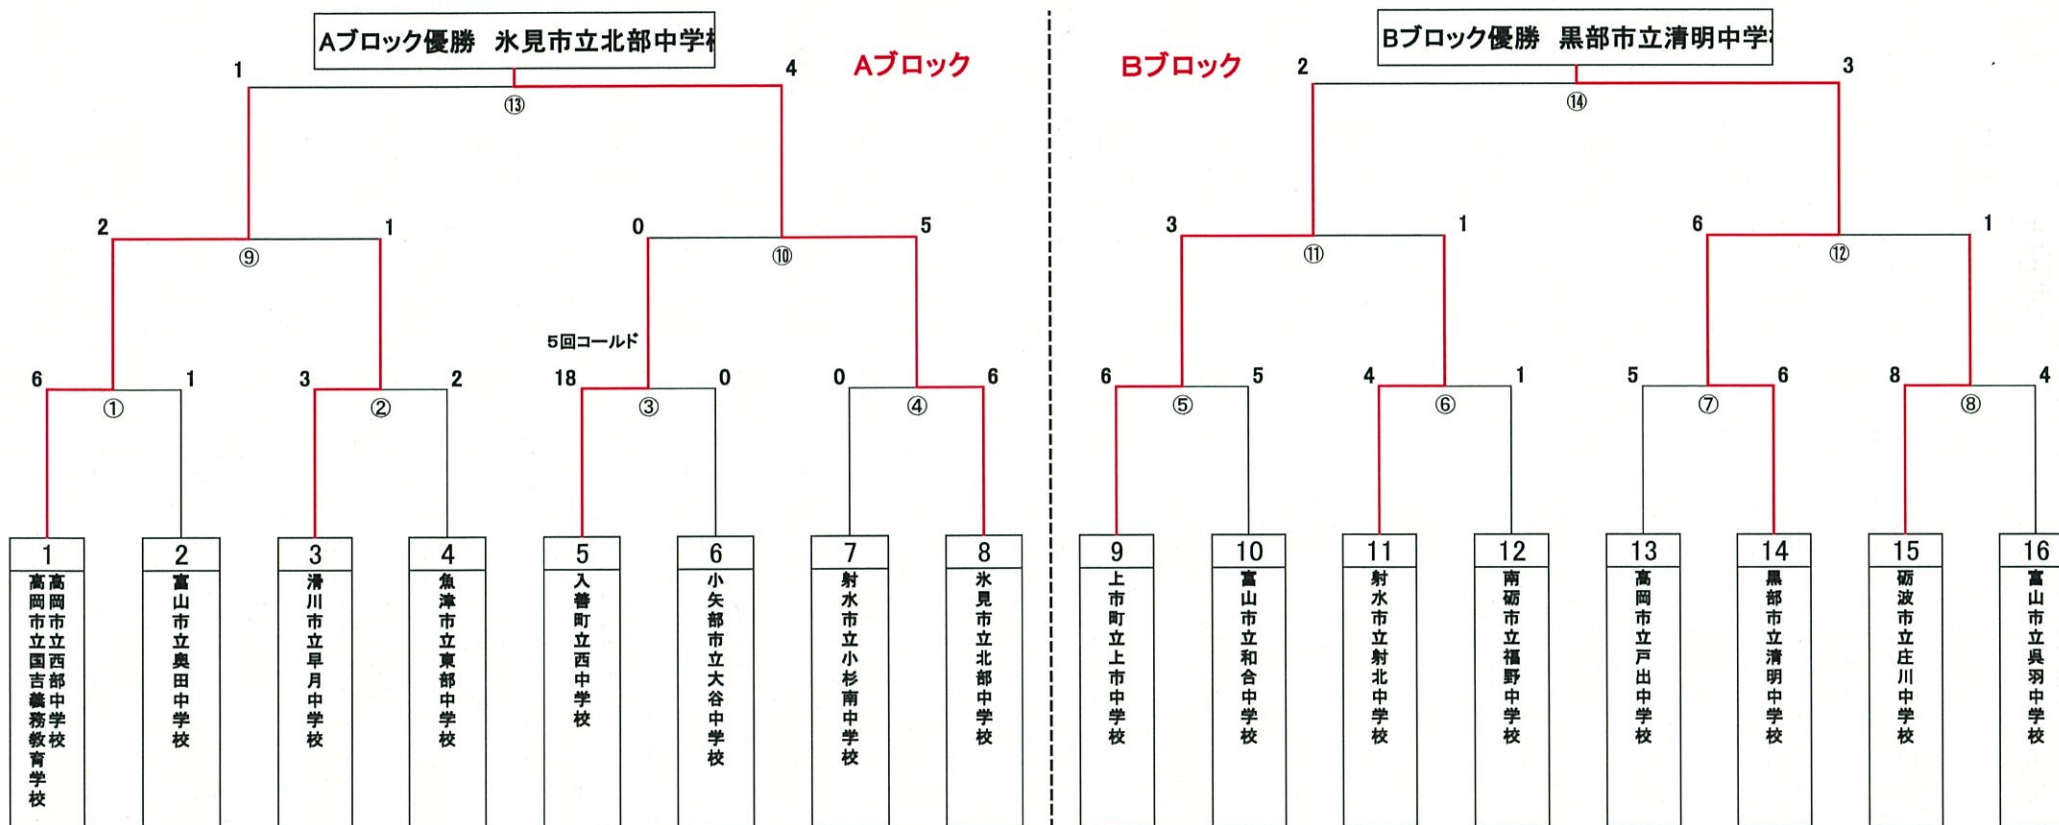 Aブロック優勝 氷見市立北部中学校
Bブロック優勝 黒部市立清明中学校
Aブロック
Bブロック
1
4
2
3
⑬
⑭
2
1
0
5
3
1
6
1
⑨
⑩
⑪
⑫
5回コールド
6
1
3
2
18
0
0
6
6
5
4
1
5
6
8
4
①
②
③
④
⑤
⑥
⑦
⑧
1
2
3
4
5
6
7
8
9
10
11
12
13
14
15
16
高岡市立西部中学校
高岡市立国吉義務教育学校
富山市立奥田中学校
滑川市立早月中学校
魚津市立東部中学校
入善町立西中学校
小矢部市立大谷中学校
射水市立小杉南中学校
氷見市立北部中学校
上市町立上市中学校
富山市立和合中学校
射水市立射北中学校
南砺市立福野中学校
高岡市立戸出中学校
黒部市立清明中学校
砺波市立庄川中学校
富山市立呉羽中学校